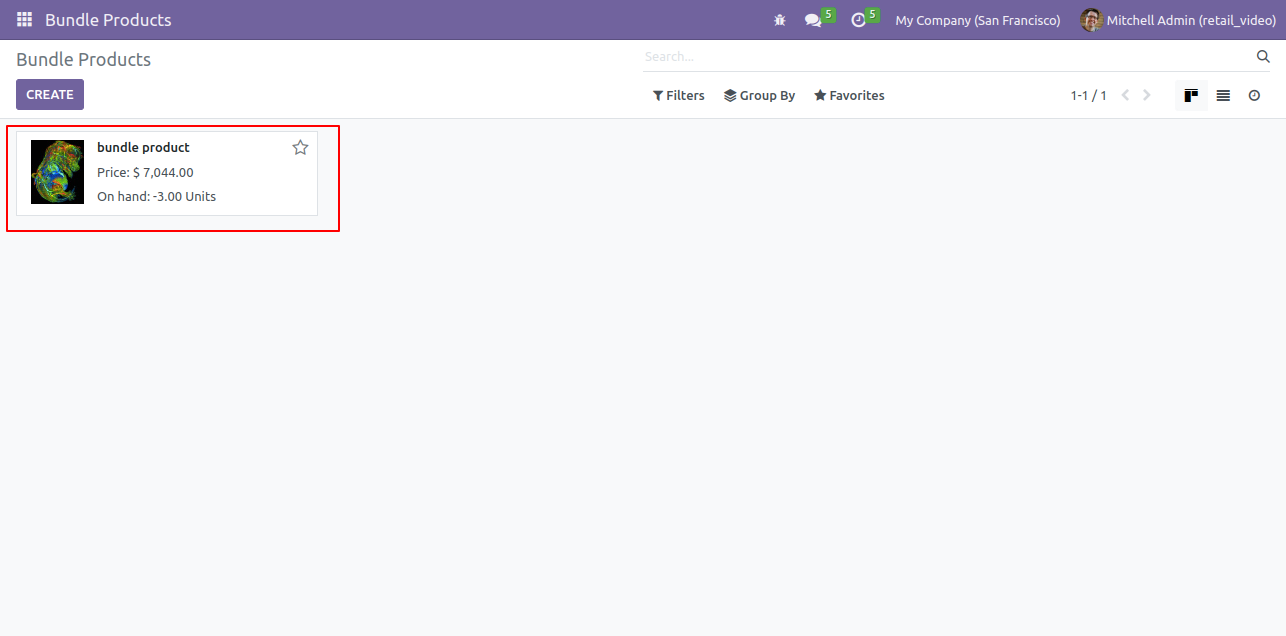 Bundle Products
5
5
My Company (San Francisco)
Mitchell Admin (retail_video)
Bundle Products
Search...
CREATE
Filters
Group By
Favorites
1-1 / 1
bundle product
Price: $ 7,044.00
On hand: -3.00 Units